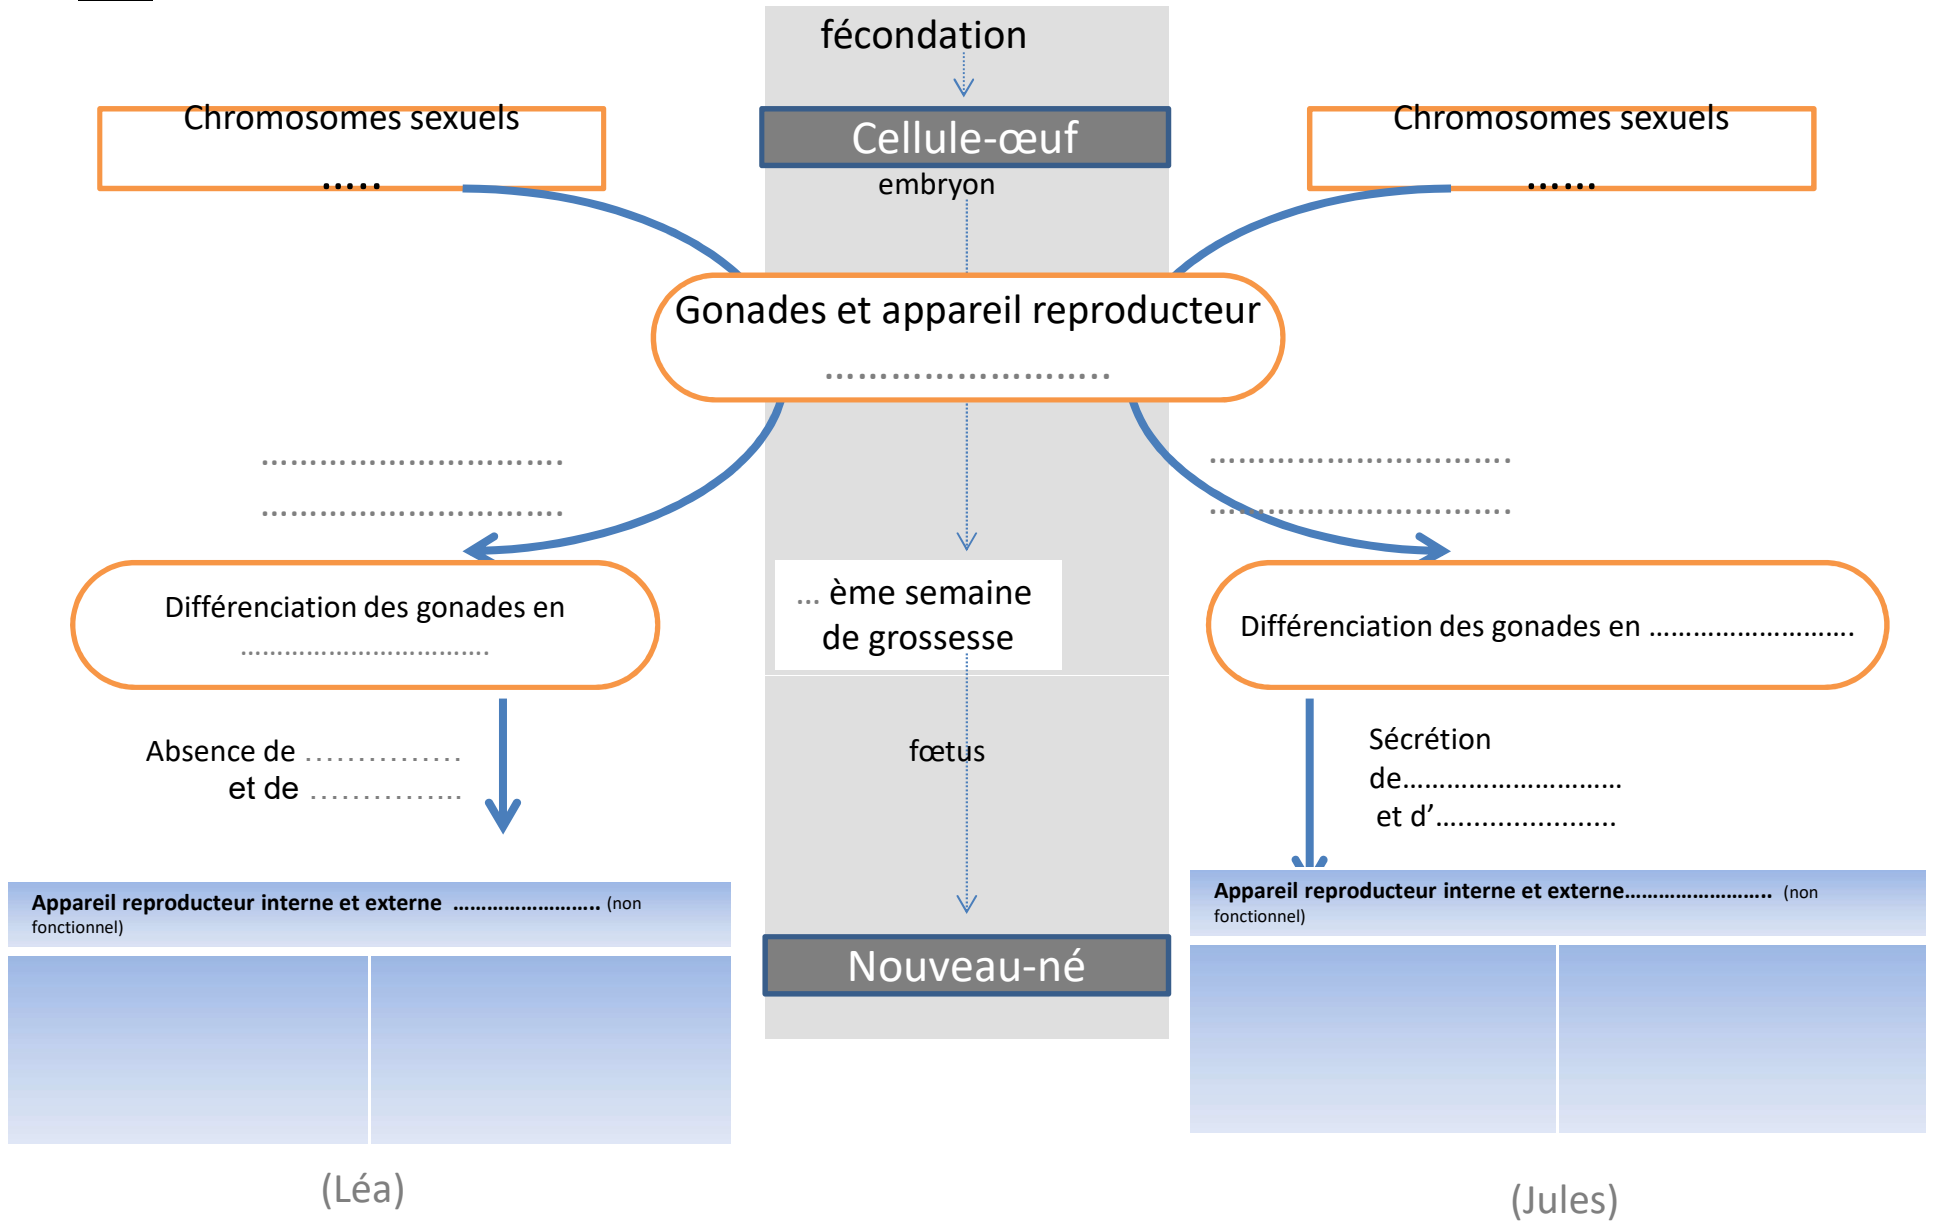 fécondation
Chromosomes sexuels
.....
Cellule-œuf
Chromosomes sexuels
......
embryon
Gonades et appareil reproducteur
..........................
……………………………
……………………………
……………………………
……………………………
Différenciation des gonades en
……………………………
... ème semaine
de grossesse
Différenciation des gonades en ……………………….
Absence de ……………
et de …………...
fœtus
Sécrétion
de…………………………
et d’…......................
Appareil reproducteur interne et externe …………………….. (non
fonctionnel)
Appareil reproducteur interne et externe…………………….. (non
fonctionnel)
Nouveau-né
(Léa)
(Jules)